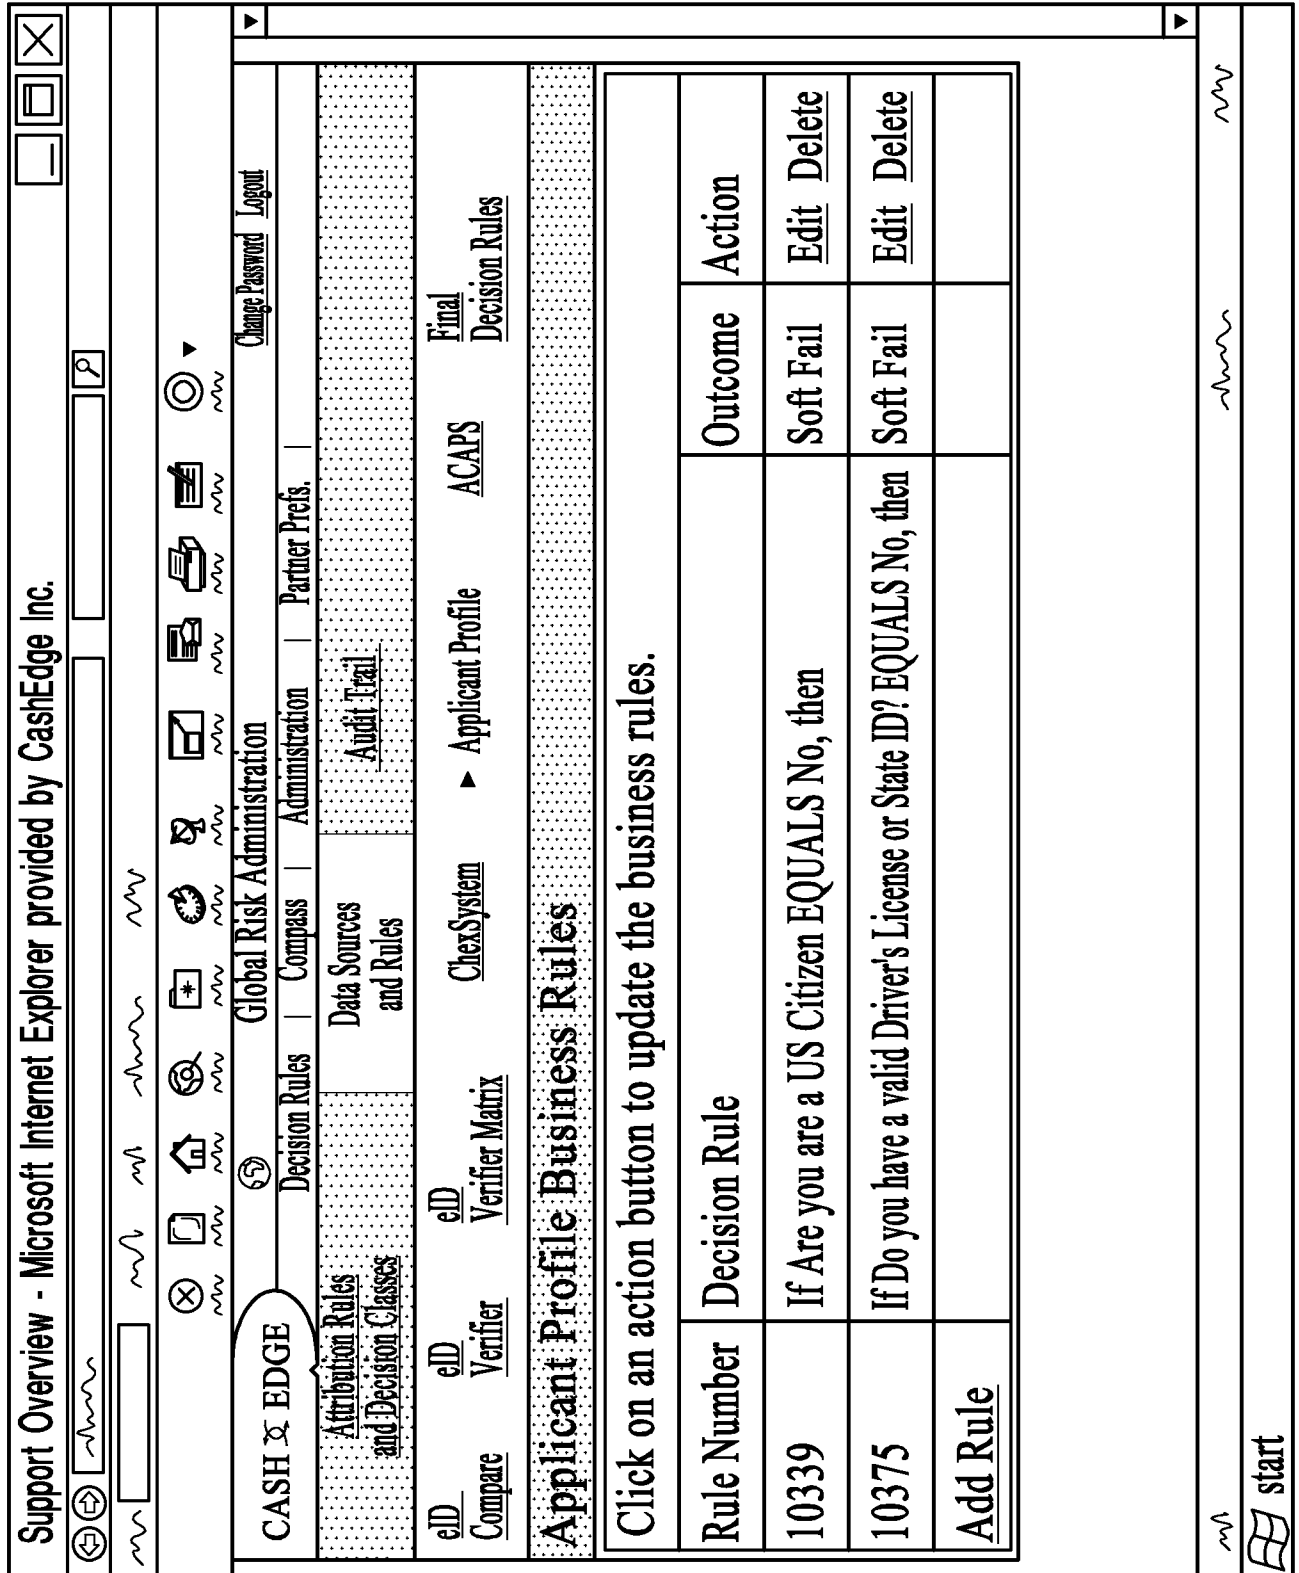 Support Overview - Microsoft Internet Explorer provided by CashEdge Inc.
CASH EDGE
Global Risk Administration
Change Password Logout
Decision Rules | Compass | Administration | Partner Prefs. |
Attribution Rules
and Decision Classes
Data Sources
and Rules
Audit Trail
eID
Compare
eID
Verifier
eID
Verifier Matrix
ChexSystem
▶ Applicant Profile
ACAPS
Final
Decision Rules
Applicant Profile Business Rules
Click on an action button to update the business rules.
Rule Number Decision Rule Outcome Action
10339 If Are you are a US Citizen EQUALS No, then Soft Fail Edit Delete
10375 If Do you have a valid Driver's License or State ID? EQUALS No, then Soft Fail Edit Delete
Add Rule
start